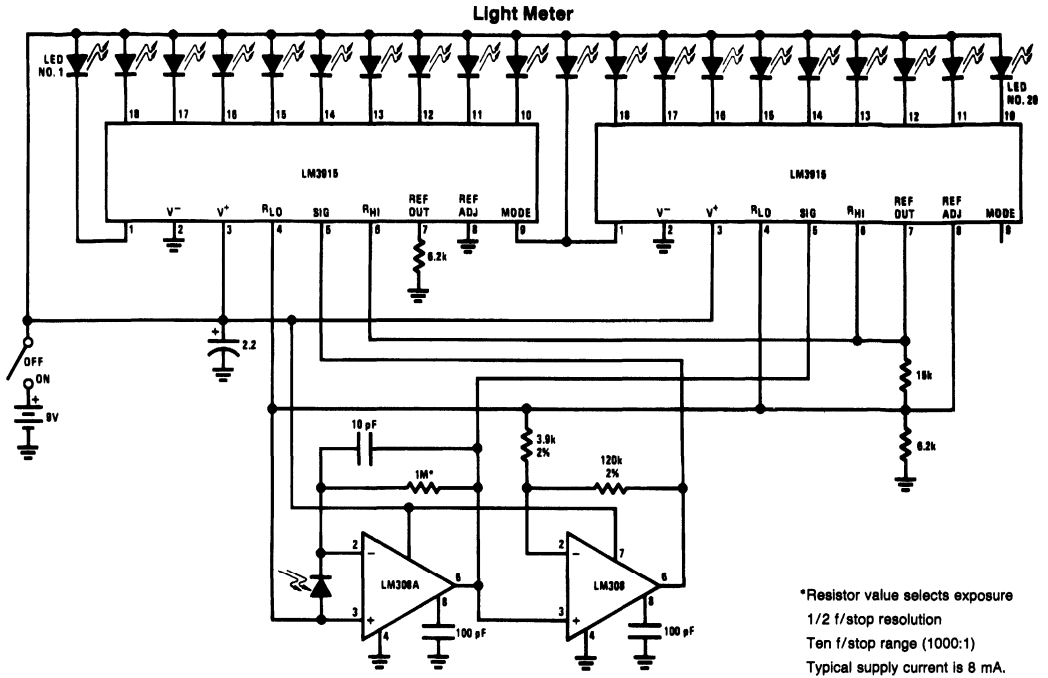 Light Meter
LED
NO. 1
LED
NO. 20
18 17 16 15 14 13 12 11 10
18 17 16 15 14 13 12 11 10
LM3915
LM3915
V− V+ RLO SIG RHI REF OUT REF ADJ MODE
V− V+ RLO SIG RHI REF OUT REF ADJ MODE
1 2 3 4 5 6 7 8 9
1 2 3 4 5 6 7 8 9
6.2k
+
2.2
OFF
ON
+
9V
15k
6.2k
10 pF
3.9k
2%
120k
2%
1M*
2
−
LM308A
6
3
+
8
4
100 pF
2
−
7
LM308
6
3
+
8
4
100 pF
*Resistor value selects exposure
1/2 f/stop resolution
Ten f/stop range (1000:1)
Typical supply current is 8 mA.